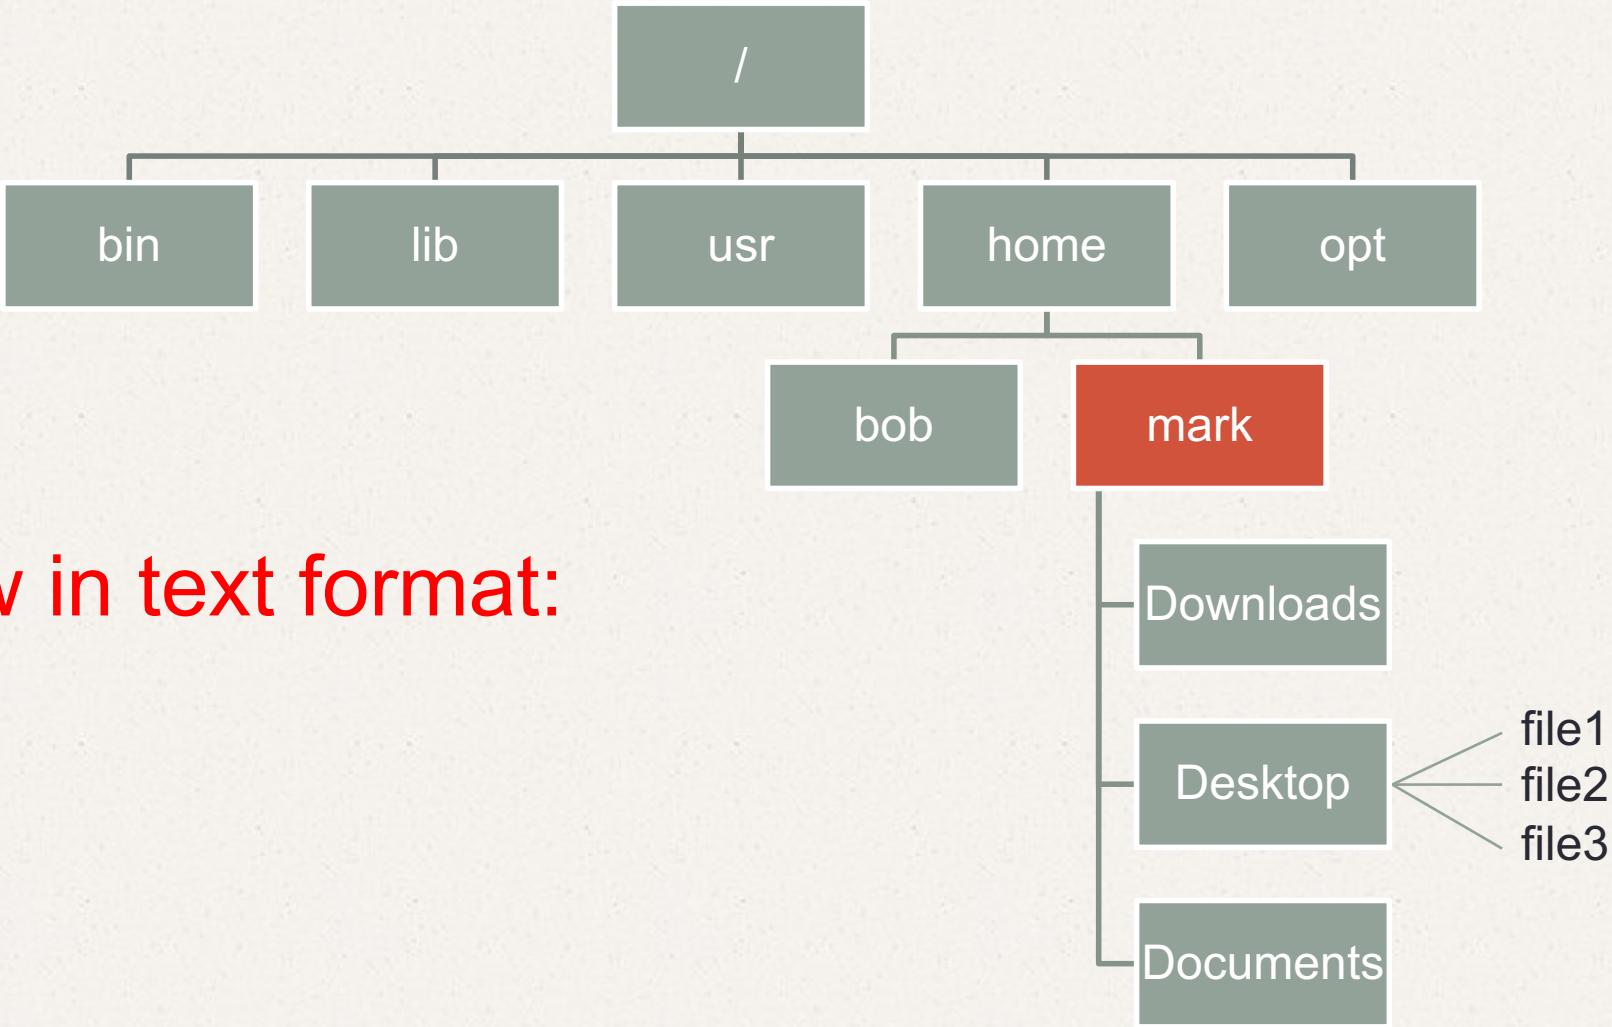 /
bin lib usr home opt
bob mark
in text format:
Downloads
file1
Desktop file2
file3
Documents